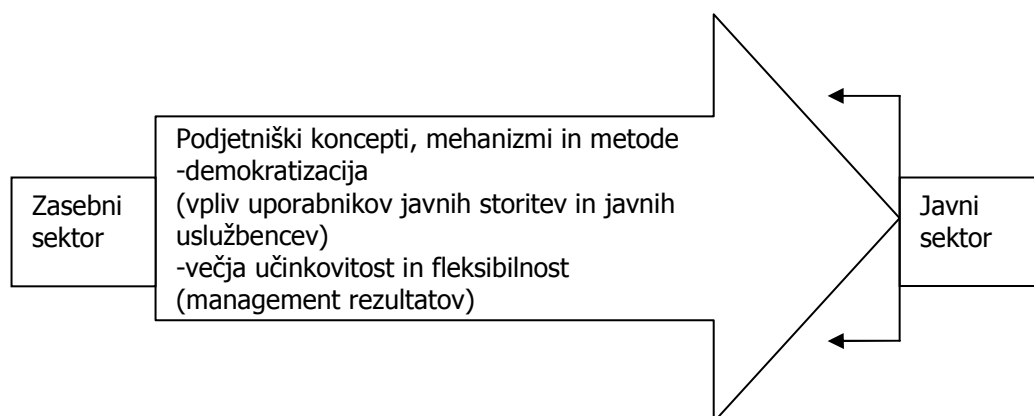 Zasebni
sektor
Podjetniški koncepti, mehanizmi in metode
-demokratizacija
(vpliv uporabnikov javnih storitev in javnih
uslužbencev)
-večja učinkovitost in fleksibilnost
(management rezultatov)
Javni
sektor